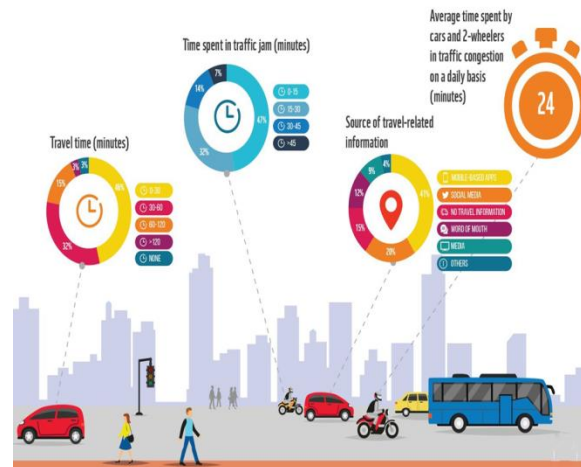 Average time spent by
cars and 2-wheelers
in traffic congestion
on a daily basis
(minutes)
24
Time spent in traffic jam (minutes)
7%
14%
47%
32%
0-15
15-30
30-45
>45
Travel time (minutes)
3%
15%
32%
0-30
30-60
60-120
>120
NONE
Source of travel-related
information
4%
9%
12%
15%
20%
41%
MOBILE-BASED APPS
SOCIAL MEDIA
NO TRAVEL INFORMATION
WORD OF MOUTH
MEDIA
OTHERS